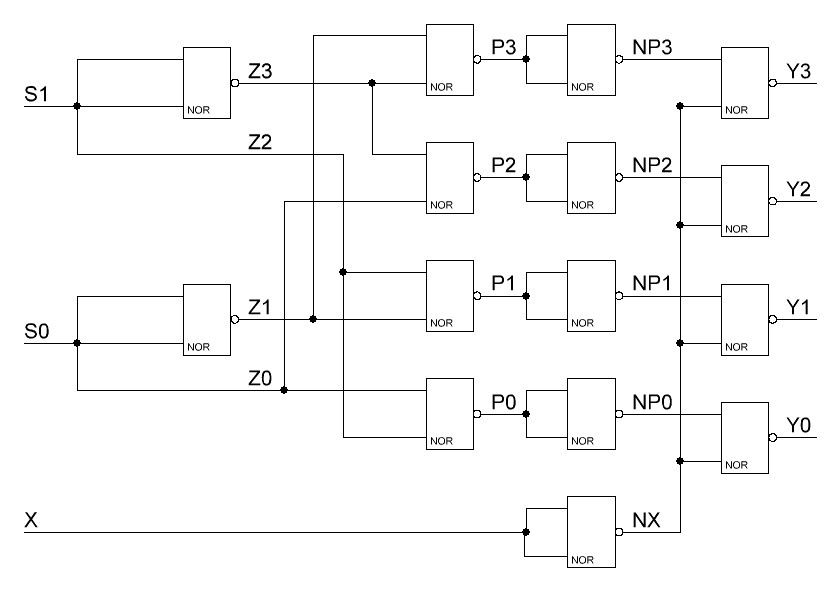 P3 NP3
Z3 Y3
NOR NOR
S1 NOR NOR
Z2 P2 NP2
Y2
NOR NOR
NOR
P1 NP1
Z1 Y1
NOR NOR
S0 NOR NOR
Z0 P0 NP0
Y0
NOR NOR
NOR
X NX
NOR